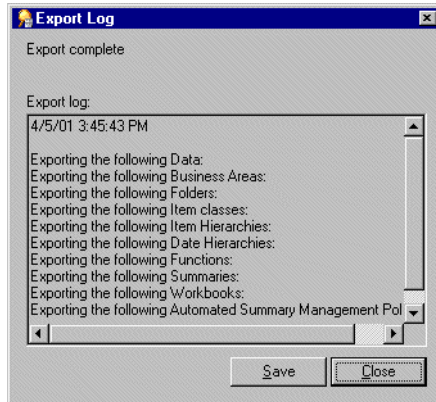 Export Log
Export complete
Export log:
4/5/01 3:45:43 PM
Exporting the following Data:
Exporting the following Business Areas:
Exporting the following Folders:
Exporting the following Item classes:
Exporting the following Item Hierarchies:
Exporting the following Date Hierarchies:
Exporting the following Functions:
Exporting the following Summaries:
Exporting the following Workbooks:
Exporting the following Automated Summary Management Pol
Save Close